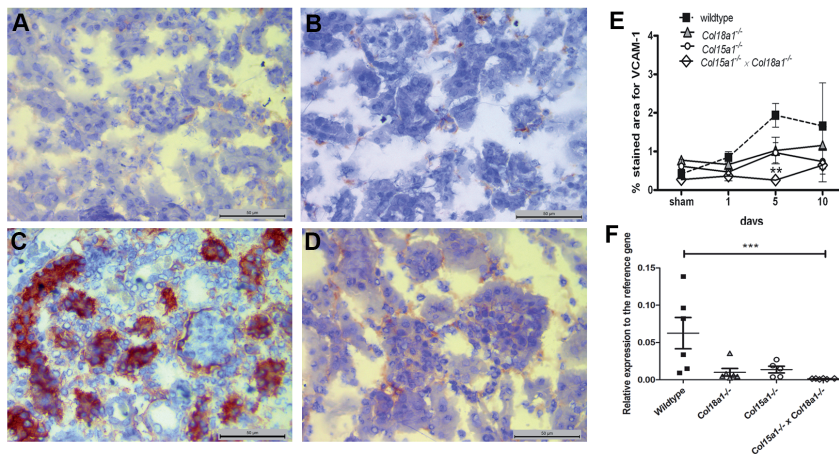 A
B
50 µm
50 µm
C
D
50 µm
50 µm
E
wildtype
Col18a1-/-
Col15a1-/-
Col15a1-/- x Col18a1-/-
% stained area for VCAM-1
4
3
2
1
0
**
sham 1 5 10
days
F
***
Relative expression to the reference gene
0.15
0.10
0.05
0.00
Wildtype
Col18a1-/-
Col15a1-/-
Col15a1-/- x Col18a1-/-